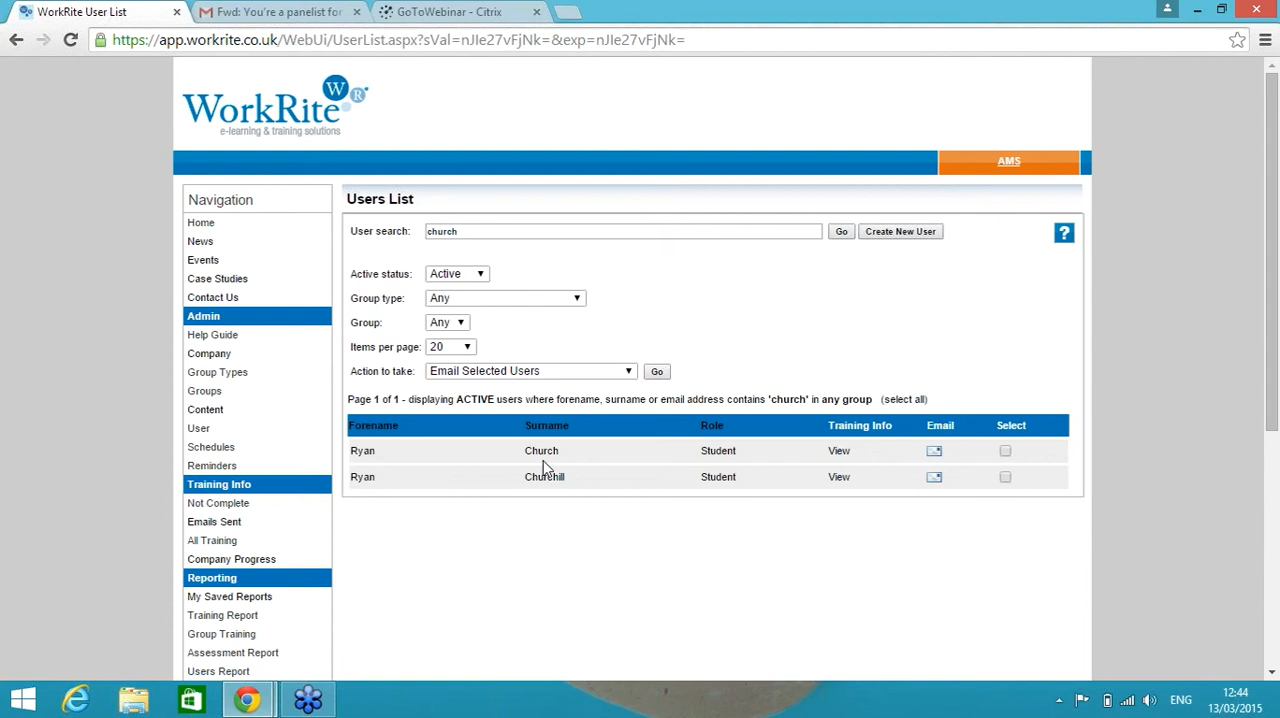 WorkRite User List
Fwd: You're a panelist for
GoToWebinar - Citrix
https://app.workrite.co.uk/WebUi/UserList.aspx?sVal=nJIe27vFjNk=&exp=nJIe27vFjNk=
WorkRite W R
e-learning & training solutions
AMS
Navigation
Home
News
Events
Case Studies
Contact Us
Admin
Help Guide
Company
Group Types
Groups
Content
User
Schedules
Reminders
Training Info
Not Complete
Emails Sent
All Training
Company Progress
Reporting
My Saved Reports
Training Report
Group Training
Assessment Report
Users Report
Users List
User search: church Go Create New User ?
Active status: Active
Group type: Any
Group: Any
Items per page: 20
Action to take: Email Selected Users Go
Page 1 of 1 - displaying ACTIVE users where forename, surname or email address contains 'church' in any group (select all)
Forename Surname Role Training Info Email Select
Ryan Church Student View
Ryan Churchill Student View
ENG
12:44
13/03/2015